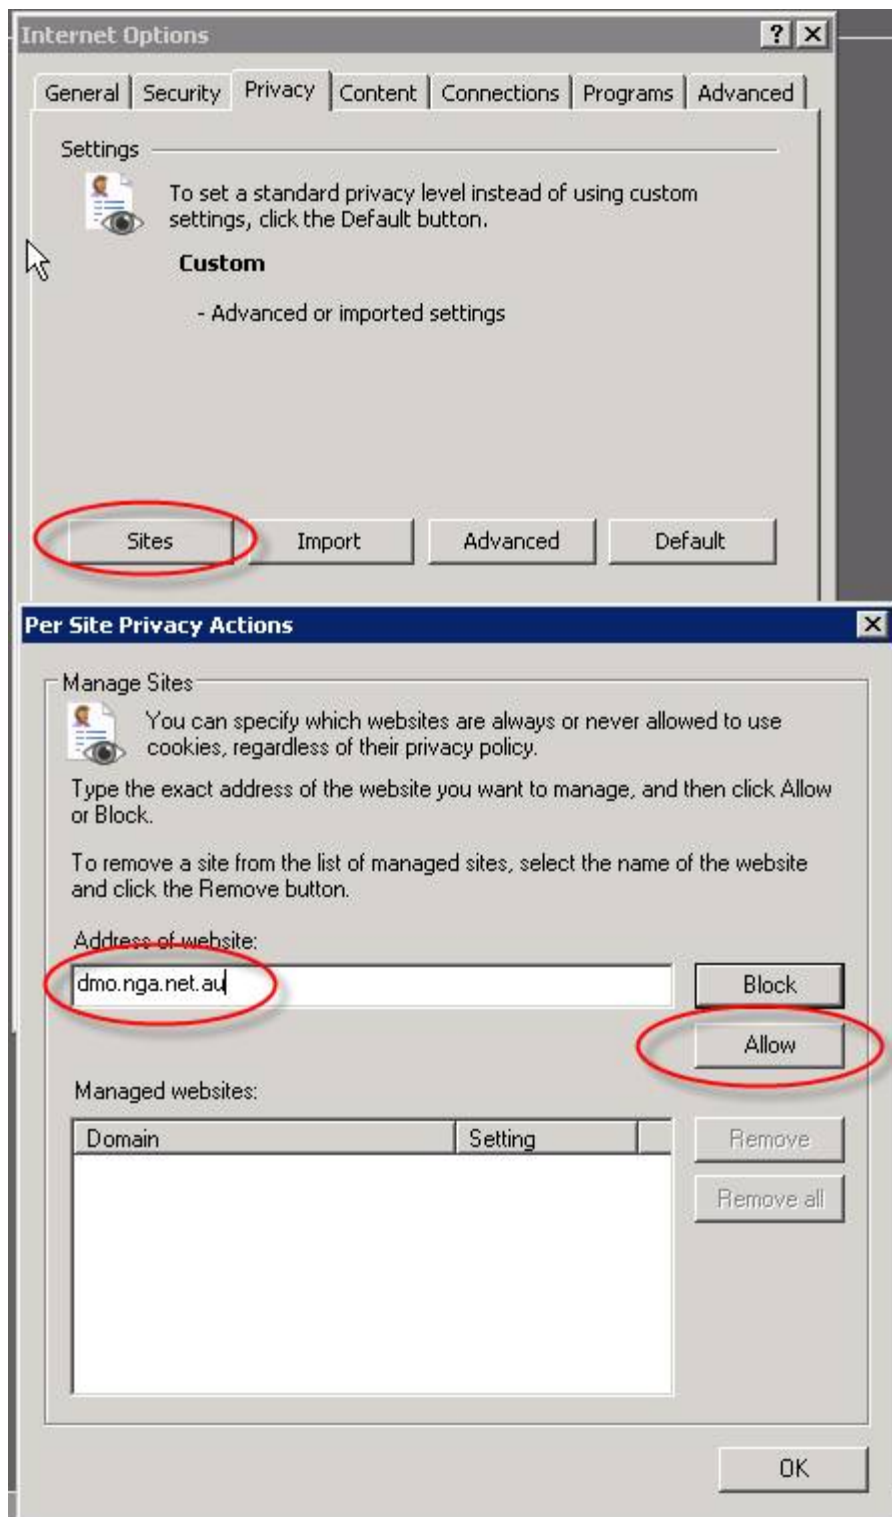 Internet Options
General Security Privacy Content Connections Programs Advanced
Settings
To set a standard privacy level instead of using custom
settings, click the Default button.
Custom
- Advanced or imported settings
Sites Import Advanced Default
Per Site Privacy Actions
Manage Sites
You can specify which websites are always or never allowed to use
cookies, regardless of their privacy policy.
Type the exact address of the website you want to manage, and then click Allow
or Block.
To remove a site from the list of managed sites, select the name of the website
and click the Remove button.
Address of website:
dmo.nga.net.au Block
Allow
Managed websites:
Domain Setting Remove
Remove all
OK